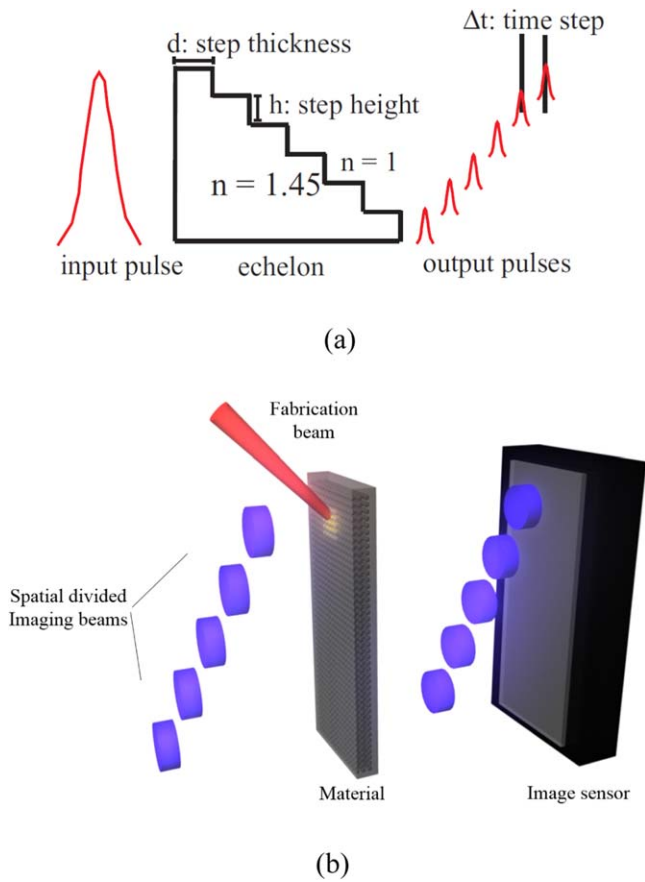 Δt: time step
d: step thickness
h: step height
n = 1
n = 1.45
input pulse
echelon
output pulses
(a)
Fabrication
beam
Spatial divided
Imaging beams
Material
Image sensor
(b)